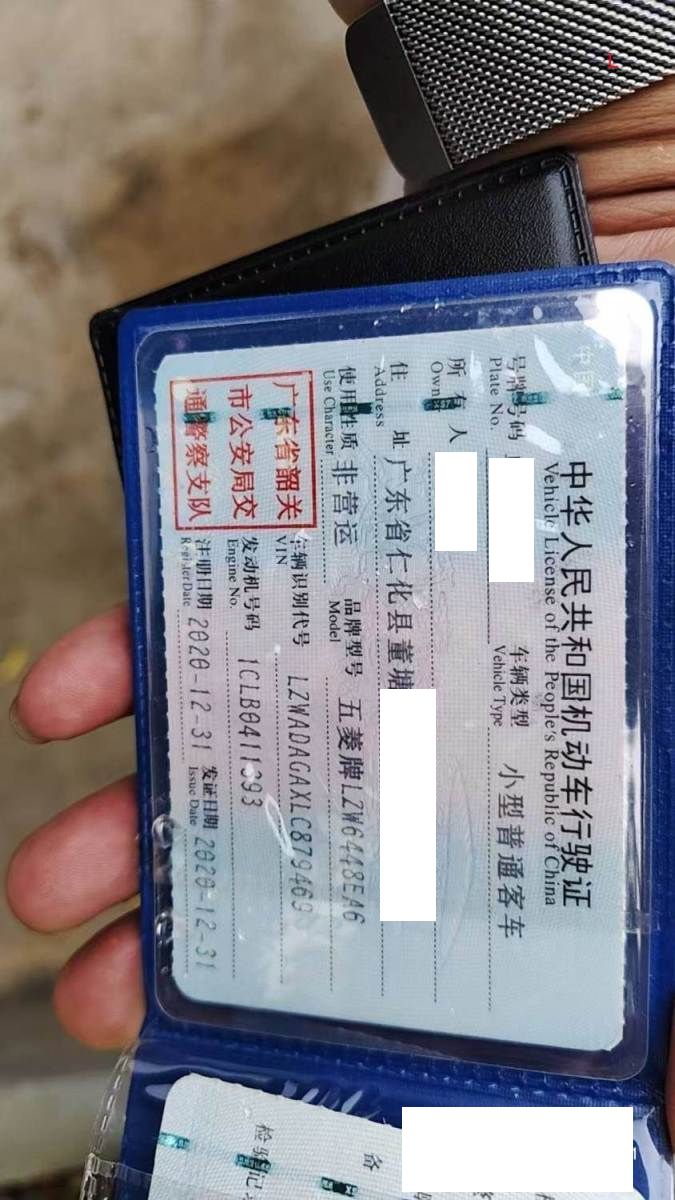 中华人民共和国机动车行驶证
Vehicle License of the People's Republic of China
号牌号码
Plate No.
车辆类型 小型普通客车
Vehicle Type
所有人
Own
住址 广东省仁化县董塘
Address
使用性质 非营运
Use Character
品牌型号 五菱牌LZW6448EA6
Model
广东省韶关
市公安局交
通警察支队
车辆识别代号 LZWADAGAXLC879469
VIN
发动机号码 1CLB0411393
Engine No.
注册日期 2020-12-31
Register Date
发证日期 2020-12-31
Issue Date
检验记
备